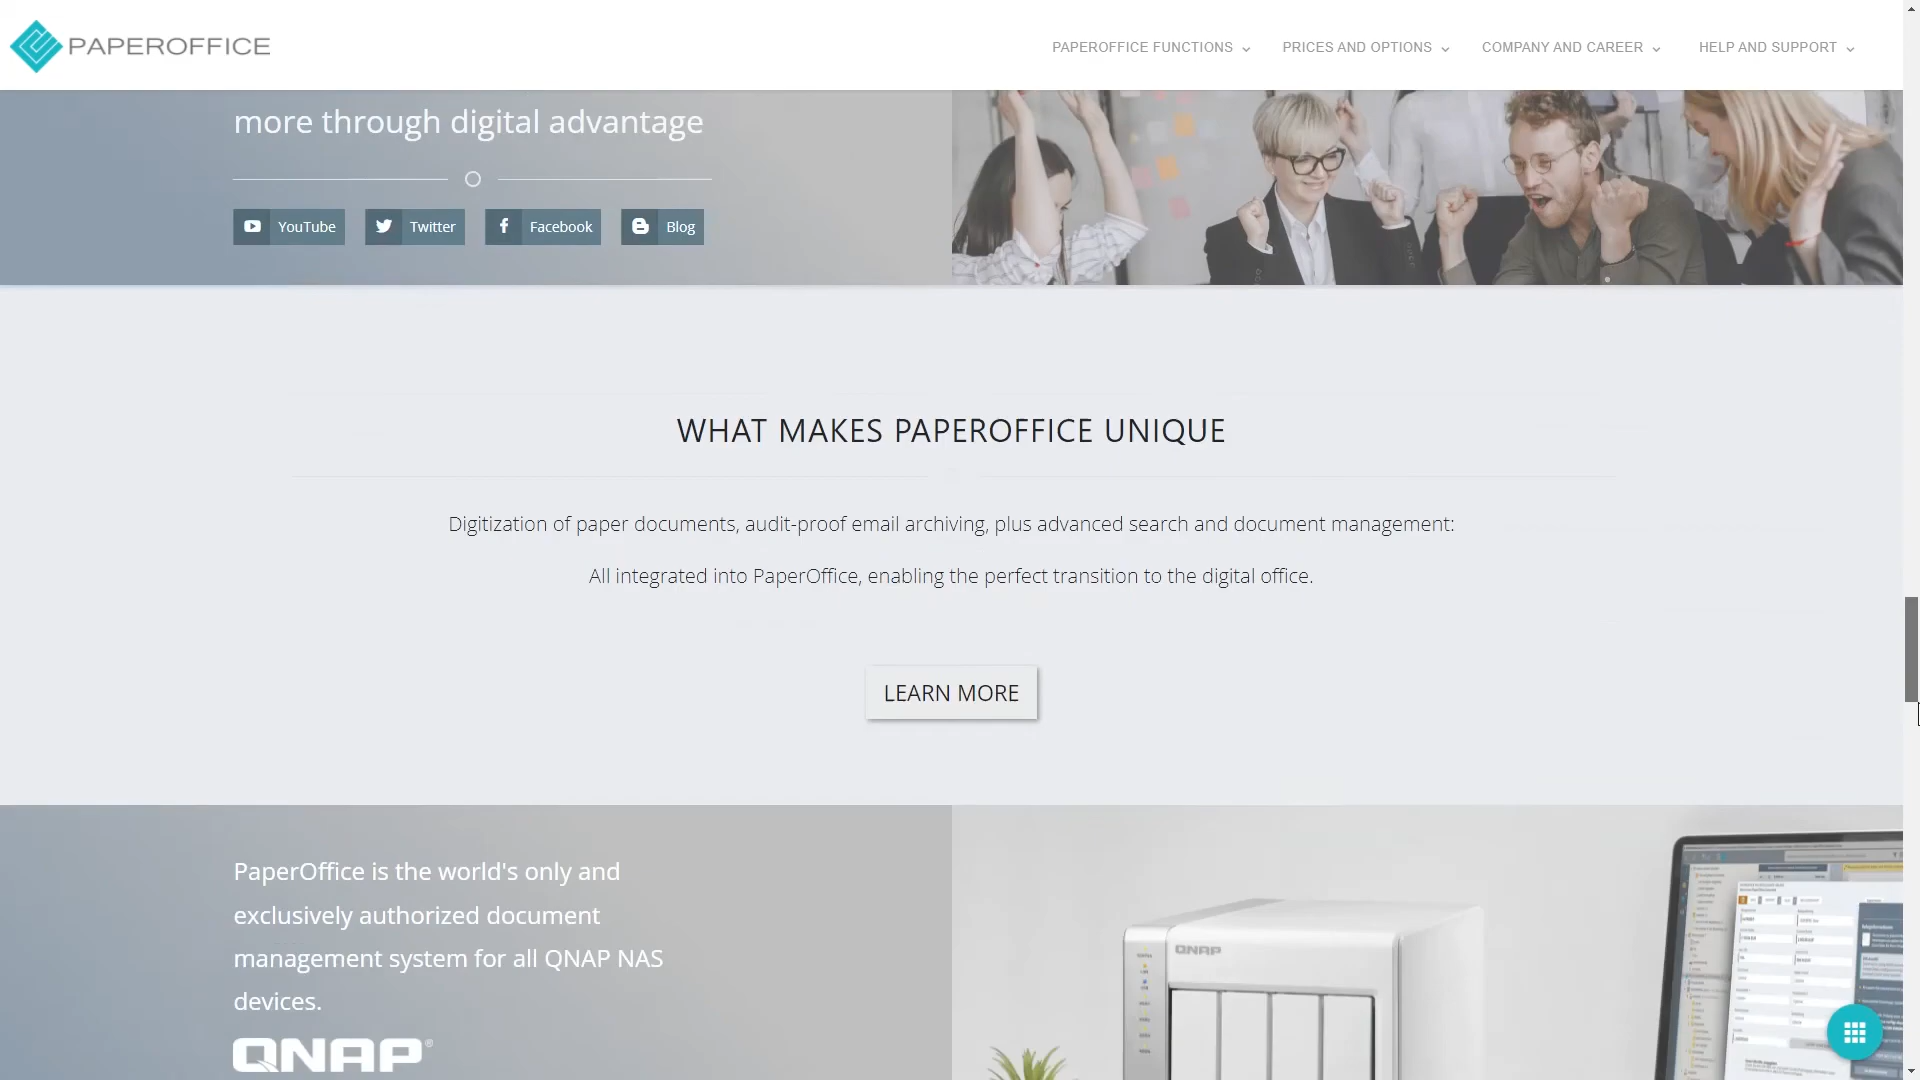 PAPEROFFICE
PAPEROFFICE FUNCTIONS
PRICES AND OPTIONS
COMPANY AND CAREER
HELP AND SUPPORT
more through digital advantage
YouTube
Twitter
Facebook
Blog
WHAT MAKES PAPEROFFICE UNIQUE
Digitization of paper documents, audit-proof email archiving, plus advanced search and document management:
All integrated into PaperOffice, enabling the perfect transition to the digital office.
LEARN MORE
PaperOffice is the world's only and
exclusively authorized document
management system for all QNAP NAS
devices.
QNAP®
QNAP